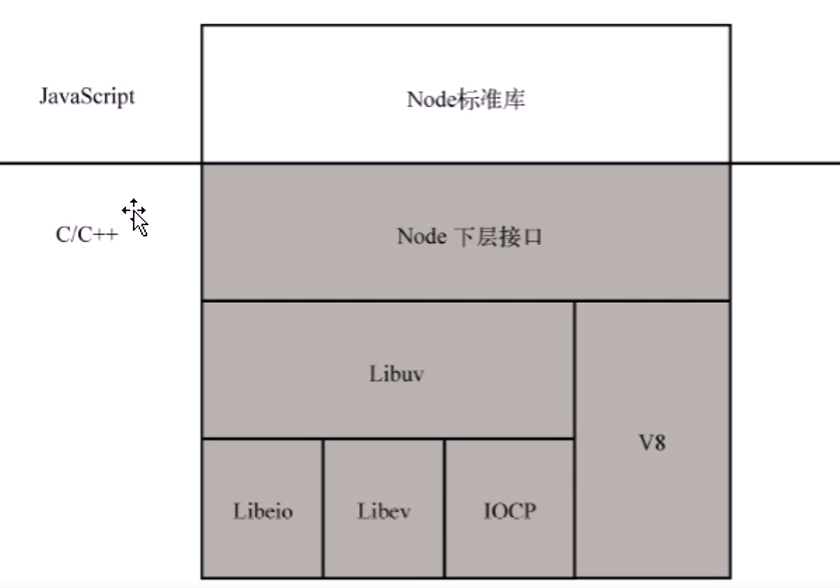 JavaScript
Node标准库
C/C++
Node 下层接口
Libuv
V8
Libeio
Libev
IOCP